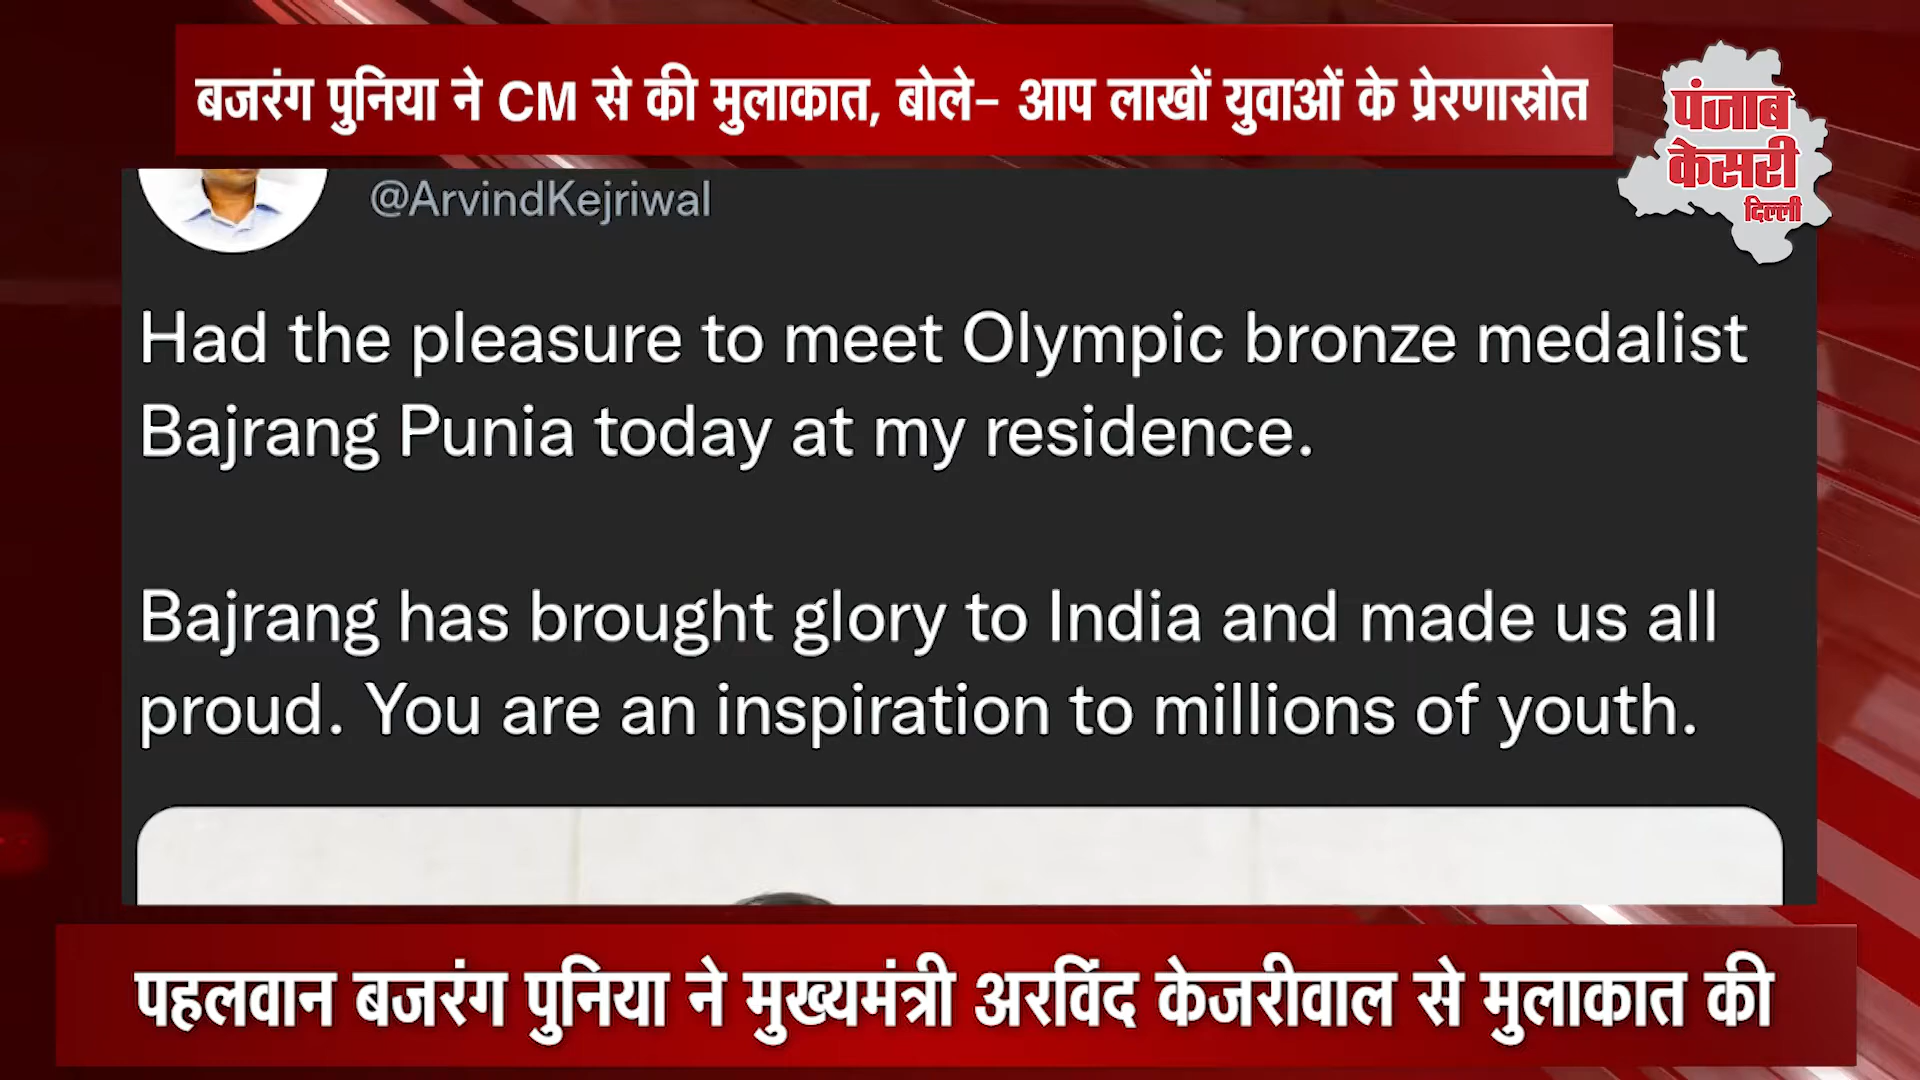 बजरंग पुनिया ने CM से की मुलाकात, बोले- आप लाखों युवाओं के प्रेरणास्रोत
पंजाब
केसरी
दिल्ली
@ArvindKejriwal
Had the pleasure to meet Olympic bronze medalist
Bajrang Punia today at my residence.
Bajrang has brought glory to India and made us all
proud. You are an inspiration to millions of youth.
पहलवान बजरंग पुनिया ने मुख्यमंत्री अरविंद केजरीवाल से मुलाकात की